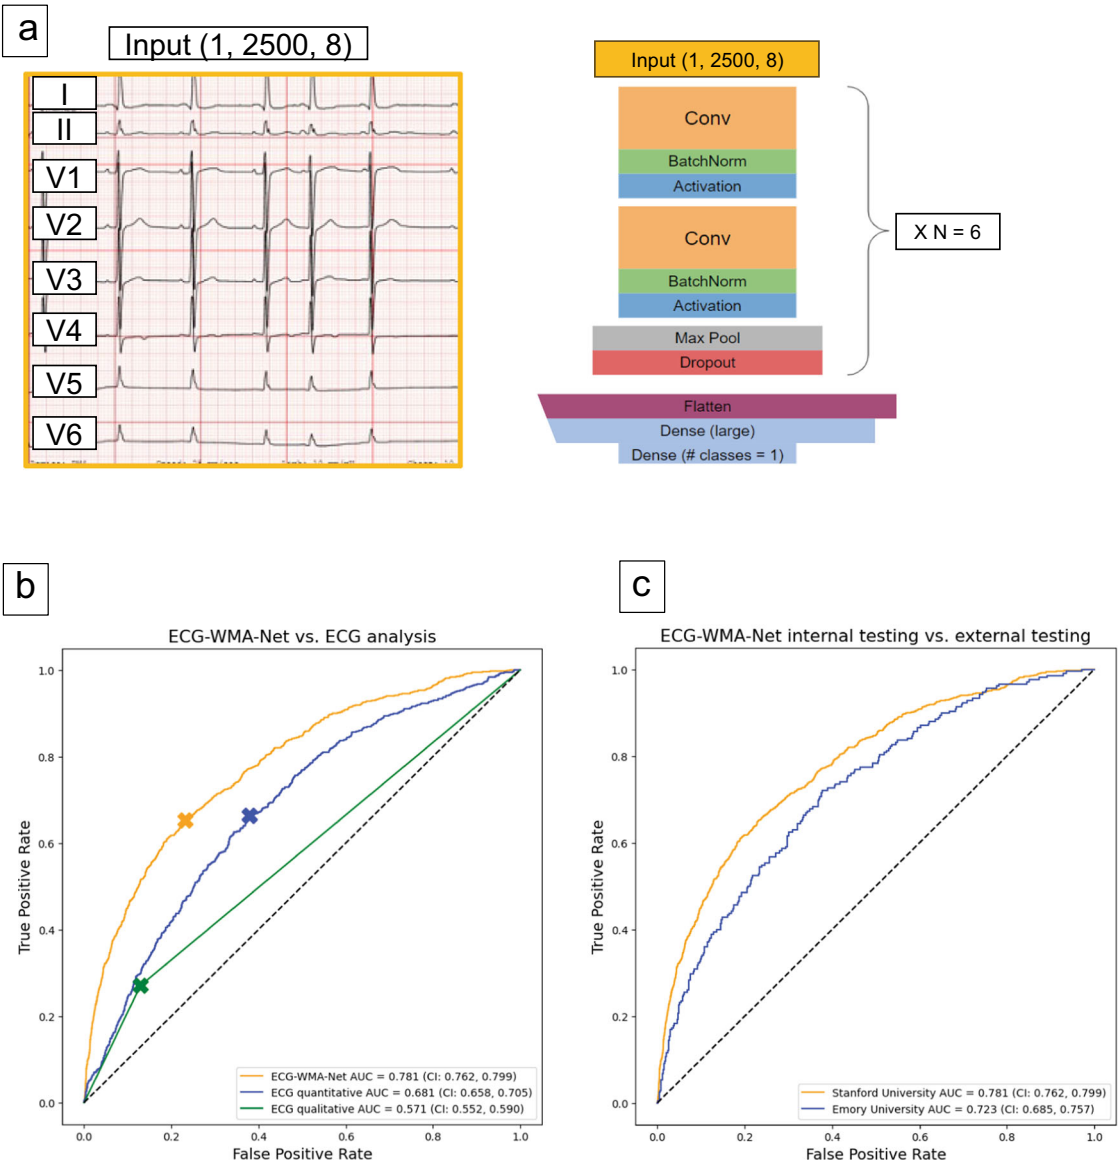 a
Input (1, 2500, 8)
I
II
V1
V2
V3
V4
V5
V6
Input (1, 2500, 8)
Conv
BatchNorm
Activation
Conv
BatchNorm
Activation
Max Pool
Dropout
X N = 6
Flatten
Dense (large)
Dense (# classes = 1)
b
ECG-WMA-Net vs. ECG analysis
True Positive Rate
1.0
0.8
0.6
0.4
0.2
0.0
ECG-WMA-Net AUC = 0.781 (CI: 0.762, 0.799)
ECG quantitative AUC = 0.681 (CI: 0.658, 0.705)
ECG qualitative AUC = 0.571 (CI: 0.552, 0.590)
0.0 0.2 0.4 0.6 0.8 1.0
False Positive Rate
c
ECG-WMA-Net internal testing vs. external testing
True Positive Rate
1.0
0.8
0.6
0.4
0.2
0.0
Stanford University AUC = 0.781 (CI: 0.762, 0.799)
Emory University AUC = 0.723 (CI: 0.685, 0.757)
0.0 0.2 0.4 0.6 0.8 1.0
False Positive Rate